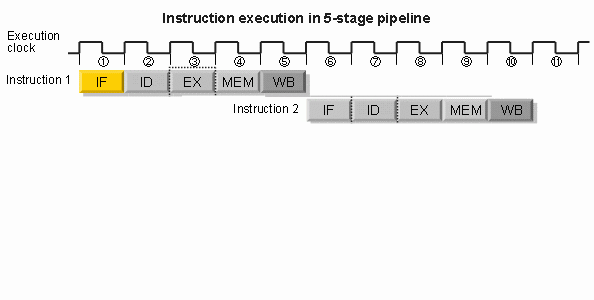 Instruction execution in 5-stage pipeline
Execution
clock
① ② ③ ④ ⑤ ⑥ ⑦ ⑧ ⑨ ⑩ ⑪
Instruction 1 IF ID EX MEM WB
Instruction 2 IF ID EX MEM WB